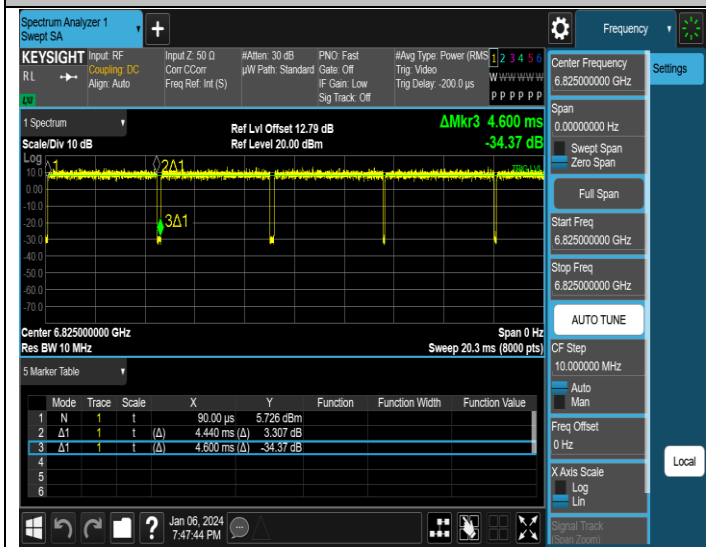 Spectrum Analyzer 1
Swept SA
+
Frequency
KEYSIGHT
RL
LXI
Input: RF
Coupling: DC
Align: Auto
Input Z: 50 Ω
Corr CCorr
Freq Ref: Int (S)
#Atten: 30 dB
µW Path: Standard
PNO: Fast
Gate: Off
IF Gain: Low
Sig Track: Off
#Avg Type: Power (RMS
Trig: Video
Trig Delay: -200.0 µs
1 2 3 4 5 6
W W W W W W
P P P P P P
1 Spectrum
Scale/Div 10 dB
Ref Lvl Offset 12.79 dB
Ref Level 20.00 dBm
ΔMkr3 4.600 ms
-34.37 dB
Log
10.0
0.00
-10.0
-20.0
-30.0
-40.0
-50.0
-60.0
-70.0
1
2Δ1
3Δ1
TRIG LVL
Center 6.825000000 GHz
Res BW 10 MHz
Span 0 Hz
Sweep 20.3 ms (8000 pts)
5 Marker Table
Mode Trace Scale X Y Function Function Width Function Value
1 N 1 t 90.00 µs 5.726 dBm
2 Δ1 1 t (Δ) 4.440 ms (Δ) 3.307 dB
3 Δ1 1 t (Δ) 4.600 ms (Δ) -34.37 dB
4
5
6
?
Jan 06, 2024
7:47:44 PM
Center Frequency
6.825000000 GHz
Span
0.00000000 Hz
Swept Span
Zero Span
Full Span
Start Freq
6.825000000 GHz
Stop Freq
6.825000000 GHz
AUTO TUNE
CF Step
10.000000 MHz
Auto
Man
Freq Offset
0 Hz
X Axis Scale
Log
Lin
Signal Track
(Span Zoom)
Settings
Local